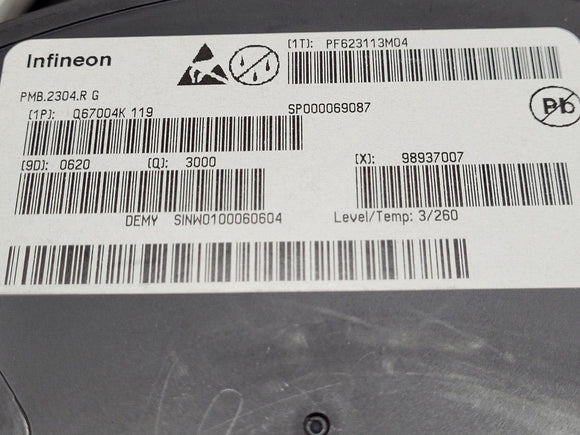 Infineon
(1T): PF623113M04
PMB.2304.R G
(1P): Q67004K 119
SP000069087
Pb
(9D): 0620 (Q): 3000
(X): 98937007
DEMY SINW0100060604
Level/Temp: 3/260